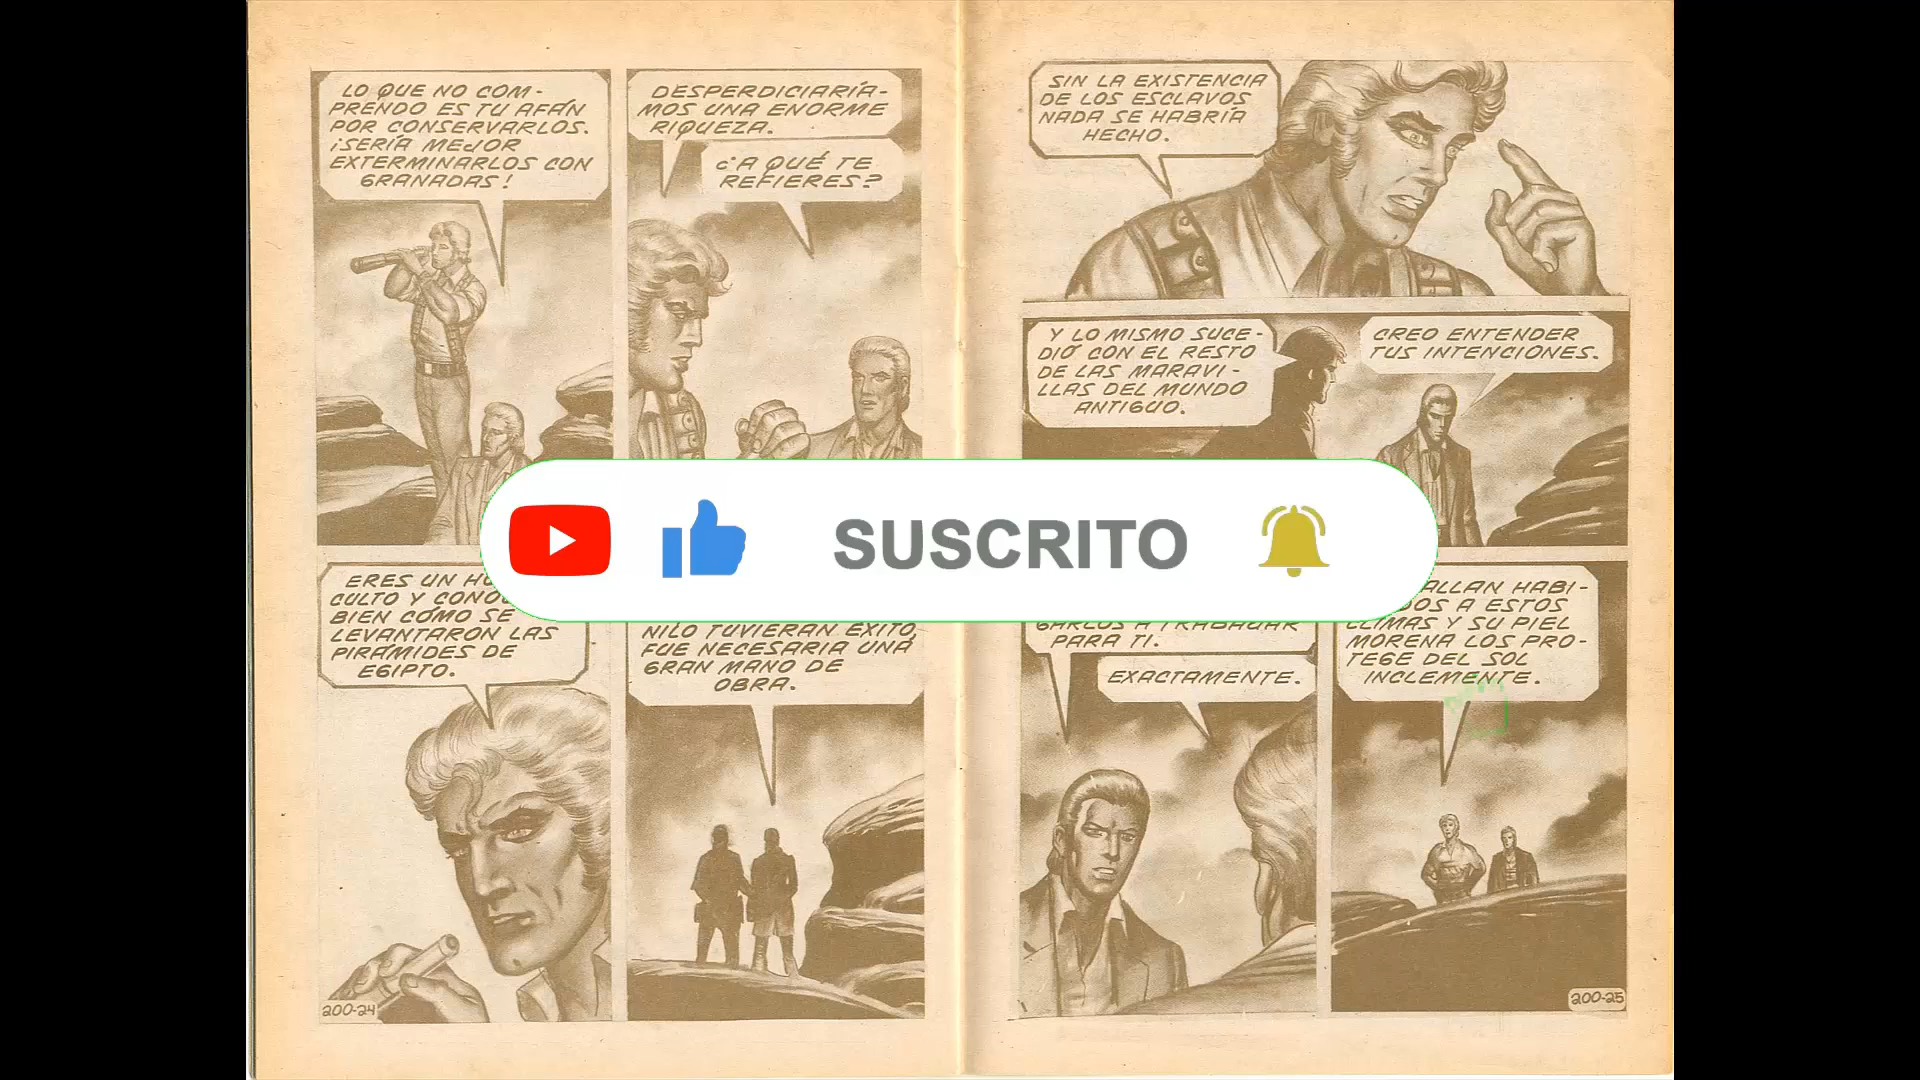 LO QUE NO COM-
PRENDO ES TU AFÁN
POR CONSERVARLOS.
¡SERÍA MEJOR
EXTERMINARLOS CON
GRANADAS!
DESPERDICIARÍA-
MOS UNA ENORME
RIQUEZA.
¿A QUÉ TE
REFIERES?
ERES UN
CULTO Y
BIEN CÓMO SE
LEVANTARON LAS
PIRÁMIDES DE
EGIPTO.
NILO TUVIERAN ÉXITO,
FUE NECESARIA UNA
GRAN MANO DE
OBRA.
200-24
SIN LA EXISTENCIA
DE LOS ESCLAVOS
NADA SE HABRÍA
HECHO.
Y LO MISMO SUCE-
DIÓ CON EL RESTO
DE LAS MARAVI-
LLAS DEL MUNDO
ANTIGUO.
CREO ENTENDER
TUS INTENCIONES.
A TRABAJAR
PARA TI.
EXACTAMENTE.
HABI-
A ESTOS
CLIMAS Y SU PIEL
MORENA LOS PRO-
TEGE DEL SOL
INCLEMENTE.
200-25
SUSCRITO